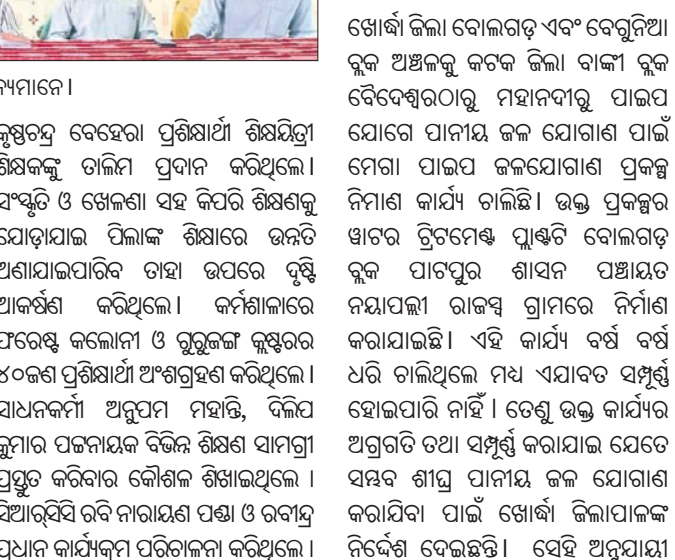 ନ୍ୟମାନେ।
କୃଷ୍ଣଚନ୍ଦ୍ର ବେହେରା ପ୍ରଶିକ୍ଷାର୍ଥୀ ଶିକ୍ଷୟିତ୍ରୀ
ଶିକ୍ଷକଙ୍କୁ ତାଲିମ ପ୍ରଦାନ କରିଥିଲେ।
ସଂସ୍କୃତି ଓ ଖେଳଣା ସହ କିପରି ଶିକ୍ଷଣକୁ
ଯୋଡ଼ାଯାଇ ପିଲାଙ୍କ ଶିକ୍ଷାରେ ଉନ୍ନତି
ଅଣାଯାଇପାରିବ ତାହା ଉପରେ ଦୃଷ୍ଟି
ଆକର୍ଷଣ କରିଥିଲେ। କର୍ମଶାଳାରେ
ଫରେଷ୍ଟ କଲୋନୀ ଓ ଗୁରୁଜଙ୍ଗ କ୍ଲଷ୍ଟରର
୪୦ଜଣ ପ୍ରଶିକ୍ଷାର୍ଥୀ ଅଂଶଗ୍ରହଣ କରିଥିଲେ।
ସାଧନକର୍ମୀ ଅନୁପମ ମହାନ୍ତି, ଦିଲିପ
କୁମାର ପଟ୍ଟନାୟକ ବିଭିନ୍ନ ଶିକ୍ଷଣ ସାମଗ୍ରୀ
ପ୍ରସ୍ତୁତ କରିବାର କୌଶଳ ଶିଖାଇଥିଲେ ।
ସିଆର୍‌ସିସି ରବି ନାରାୟଣ ପଣ୍ଡା ଓ ରବୀନ୍ଦ୍ର
ପ୍ରଧାନ କାର୍ଯ୍ୟକ୍ରମ ପରିଚାଳନା କରିଥିଲେ ।
ଖୋର୍ଦ୍ଧା ଜିଲା ବୋଲଗଡ଼ ଏବଂ ବେଗୁନିଆ
ବ୍ଲକ ଅଞ୍ଚଳକୁ କଟକ ଜିଲା ବାଙ୍କୀ ବ୍ଲକ
ବୈଦେଶ୍ୱରଠାରୁ ମହାନଦୀରୁ ପାଇପ
ଯୋଗେ ପାନୀୟ ଜଳ ଯୋଗାଣ ପାଇଁ
ମେଗା ପାଇପ ଜଳଯୋଗାଣ ପ୍ରକଳ୍ପ
ନିମାଣ କାର୍ଯ୍ୟ ଚାଲିଛି। ଉକ୍ତ ପ୍ରକଳ୍ପର
ୱାଟର ଟ୍ରିଟମେଣ୍ଟ ପ୍ଲାଣ୍ଟଟି ବୋଲଗଡ଼
ବ୍ଲକ ପାଟପୁର ଶାସନ ପଞ୍ଚାୟତ
ନୟାପଲ୍ଲୀ ରାଜସ୍ୱ ଗ୍ରାମରେ ନିର୍ମାଣ
କରାଯାଇଛି। ଏହି କାର୍ଯ୍ୟ ବର୍ଷ ବର୍ଷ
ଧରି ଚାଲିଥିଲେ ମଧ୍ୟ ଏଯାବତ ସମ୍ପୂର୍ଣ୍ଣ
ହୋଇପାରି ନାହିଁ । ତେଣୁ ଉକ୍ତ କାର୍ଯ୍ୟର
ଅଗ୍ରଗତି ତଥା ସମ୍ପୂର୍ଣ୍ଣ କରାଯାଇ ଯେତେ
ସମ୍ଭବ ଶୀଘ୍ର ପାନୀୟ ଜଳ ଯୋଗାଣ
କରାଯିବା ପାଇଁ ଖୋର୍ଦ୍ଧା ଜିଲାପାଳଙ୍କ
ନିର୍ଦ୍ଦେଶ ଦେଇଛନ୍ତି। ସେହି ଅନୁଯାୟୀ